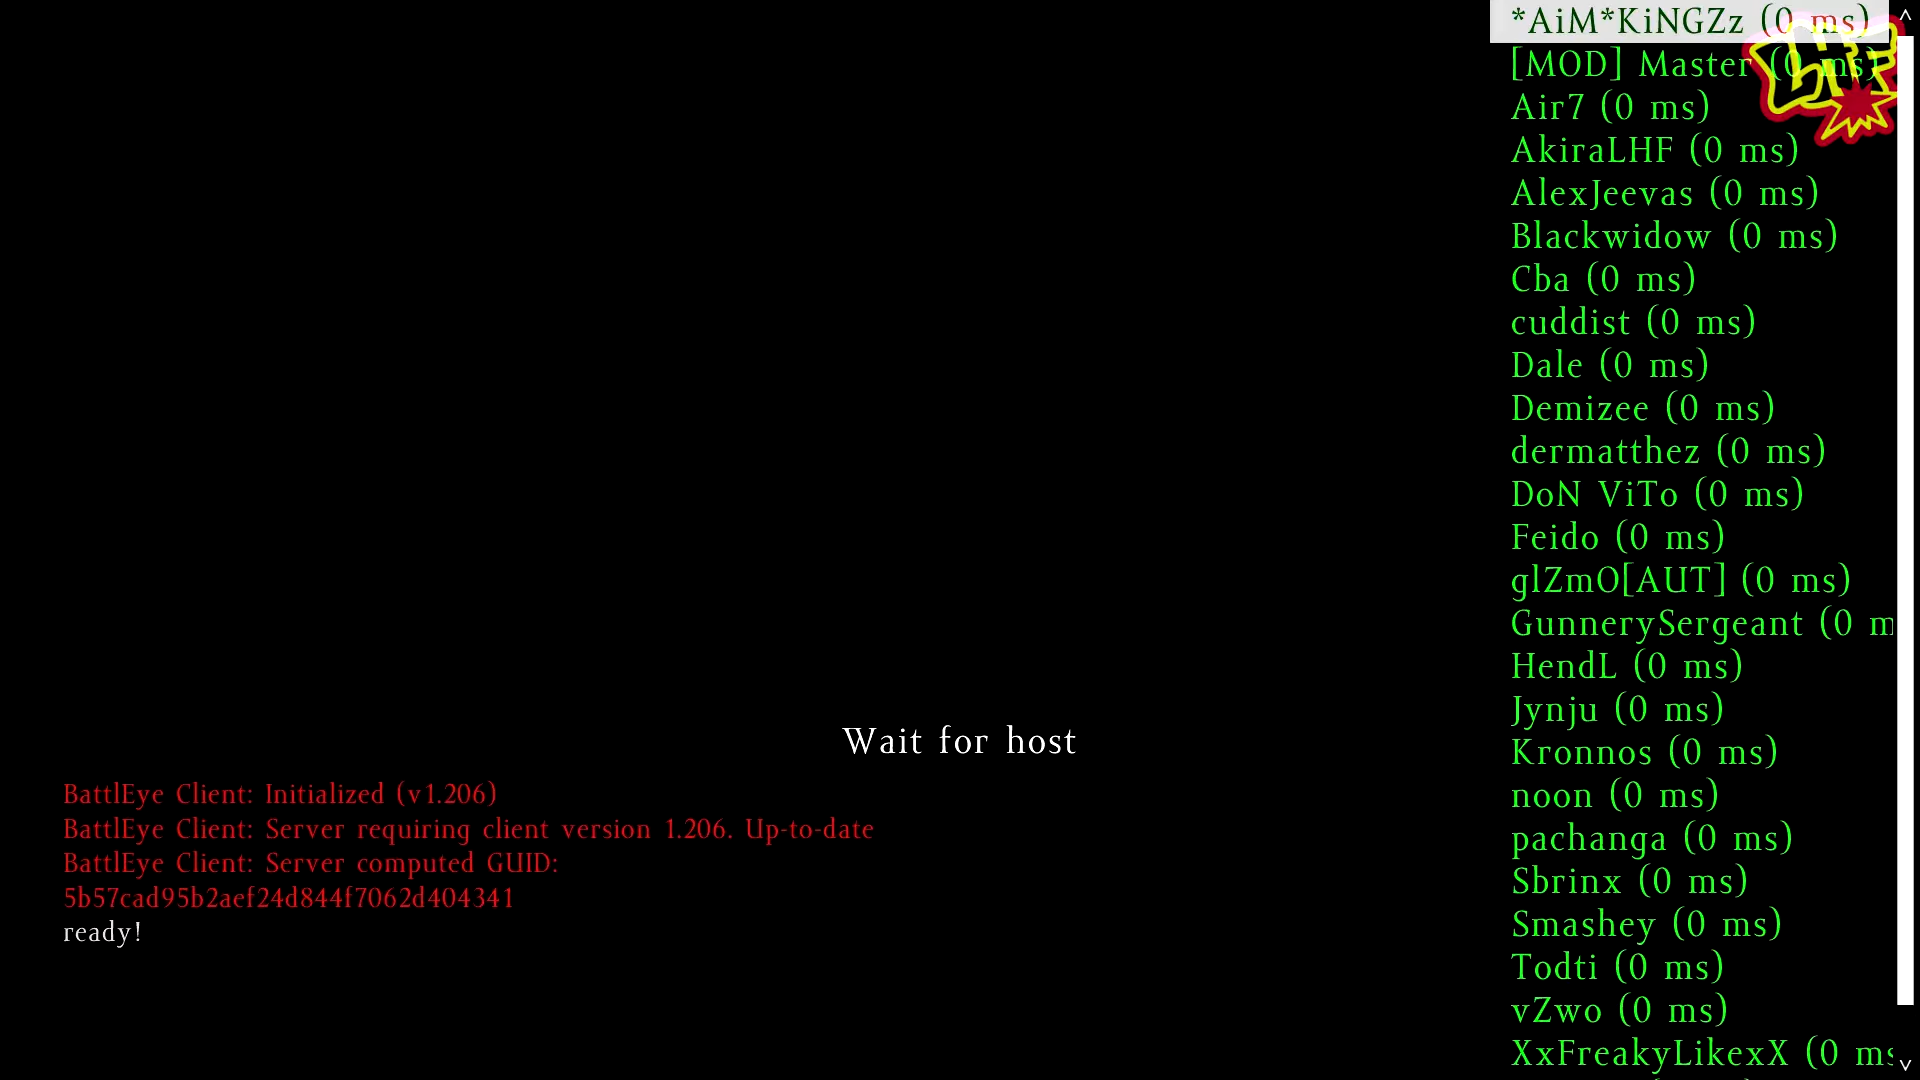 *AiM*KiNGZz (0 ms)
[MOD] Master (0 ms)
Air7 (0 ms)
AkiraLHF (0 ms)
AlexJeevas (0 ms)
Blackwidow (0 ms)
Cba (0 ms)
cuddist (0 ms)
Dale (0 ms)
Demizee (0 ms)
dermatthez (0 ms)
DoN ViTo (0 ms)
Feido (0 ms)
glZmO[AUT] (0 ms)
GunnerySergeant (0 m
HendL (0 ms)
Jynju (0 ms)
Kronnos (0 ms)
noon (0 ms)
pachanga (0 ms)
Sbrinx (0 ms)
Smashey (0 ms)
Todti (0 ms)
vZwo (0 ms)
XxFreakyLikexX (0 ms
LHF
Wait for host
BattlEye Client: Initialized (v1.206)
BattlEye Client: Server requiring client version 1.206. Up-to-date
BattlEye Client: Server computed GUID:
5b57cad95b2aef24d844f7062d404341
ready!